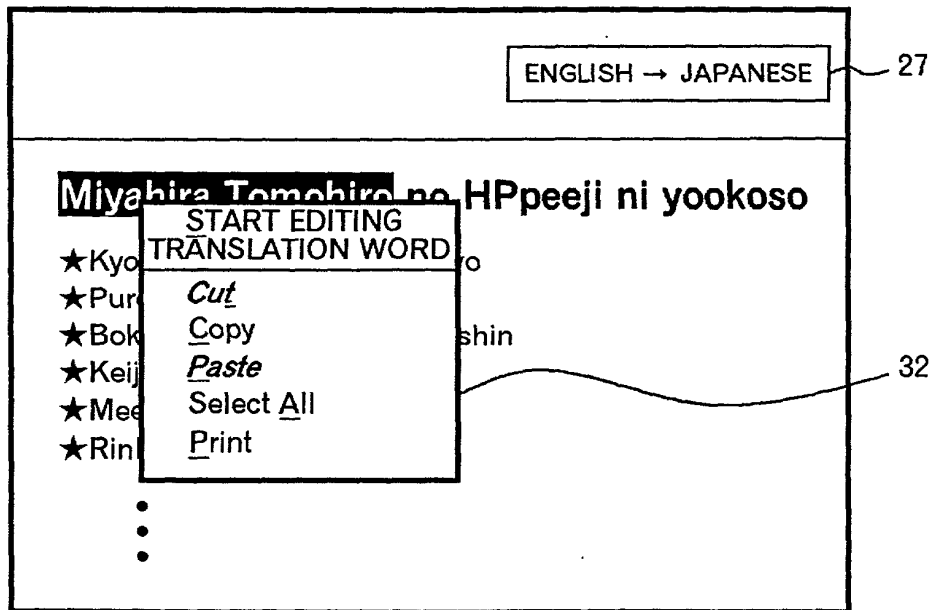 ENGLISH → JAPANESE
27
Miyahira Tomohiro no HPpeeji ni yookoso
START EDITING
TRANSLATION WORD
★Kyo
yo
Cut
★Pur
Copy
★Bok
shin
Paste
★Keij
32
Select All
★Mee
Print
★Rin